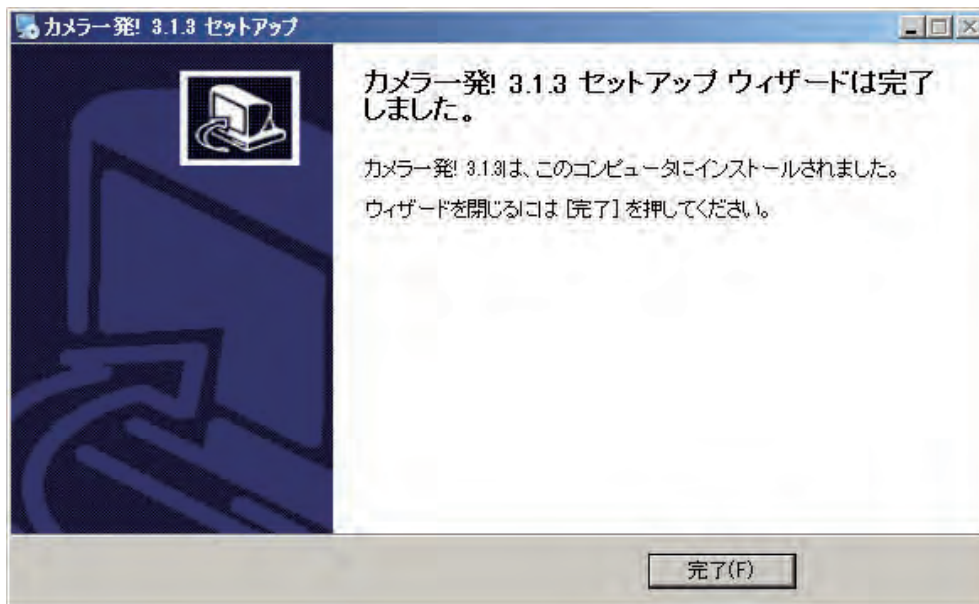 カメラ一発! 3.1.3 セットアップ
カメラ一発! 3.1.3 セットアップ ウィザードは完了
しました。
カメラ一発! 3.1.3は、このコンピュータにインストールされました。
ウィザードを閉じるには [完了] を押してください。
完了(F)